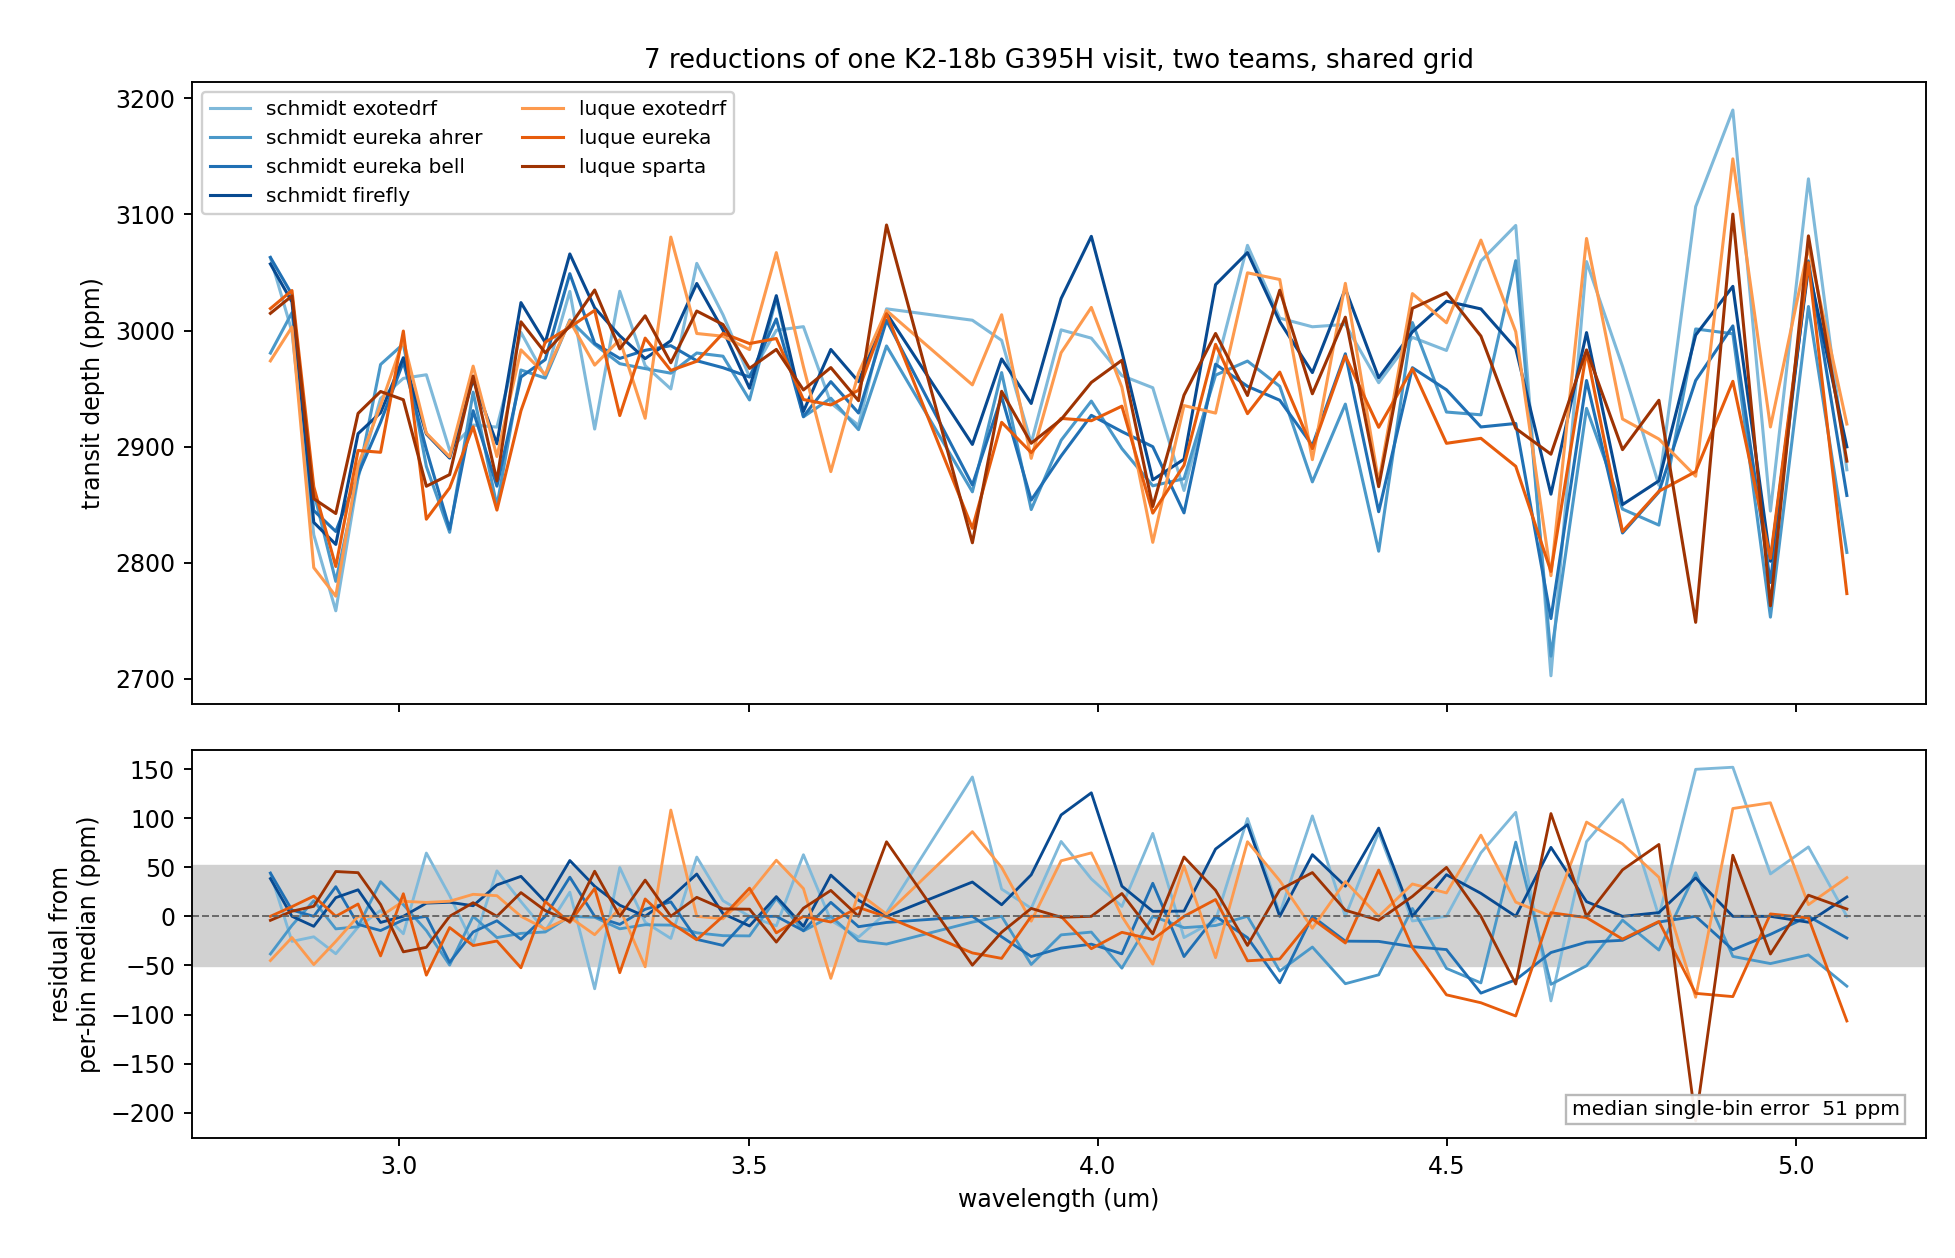 7 reductions of one K2-18b G395H visit, two teams, shared grid
schmidt exotedrf
schmidt eureka ahrer
schmidt eureka bell
schmidt firefly
luque exotedrf
luque eureka
luque sparta
transit depth (ppm)
3200
3100
3000
2900
2800
2700
residual from
per-bin median (ppm)
150
100
50
0
−50
−100
−150
−200
median single-bin error  51 ppm
3.0
3.5
4.0
4.5
5.0
wavelength (um)